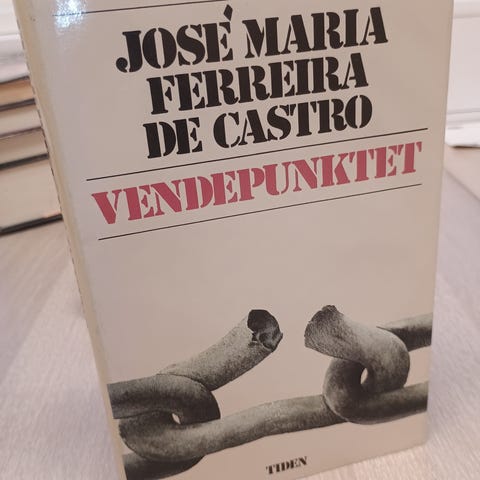 JOSÉ MARIA
FERREIRA
DE CASTRO
VENDEPUNKTET
TIDEN